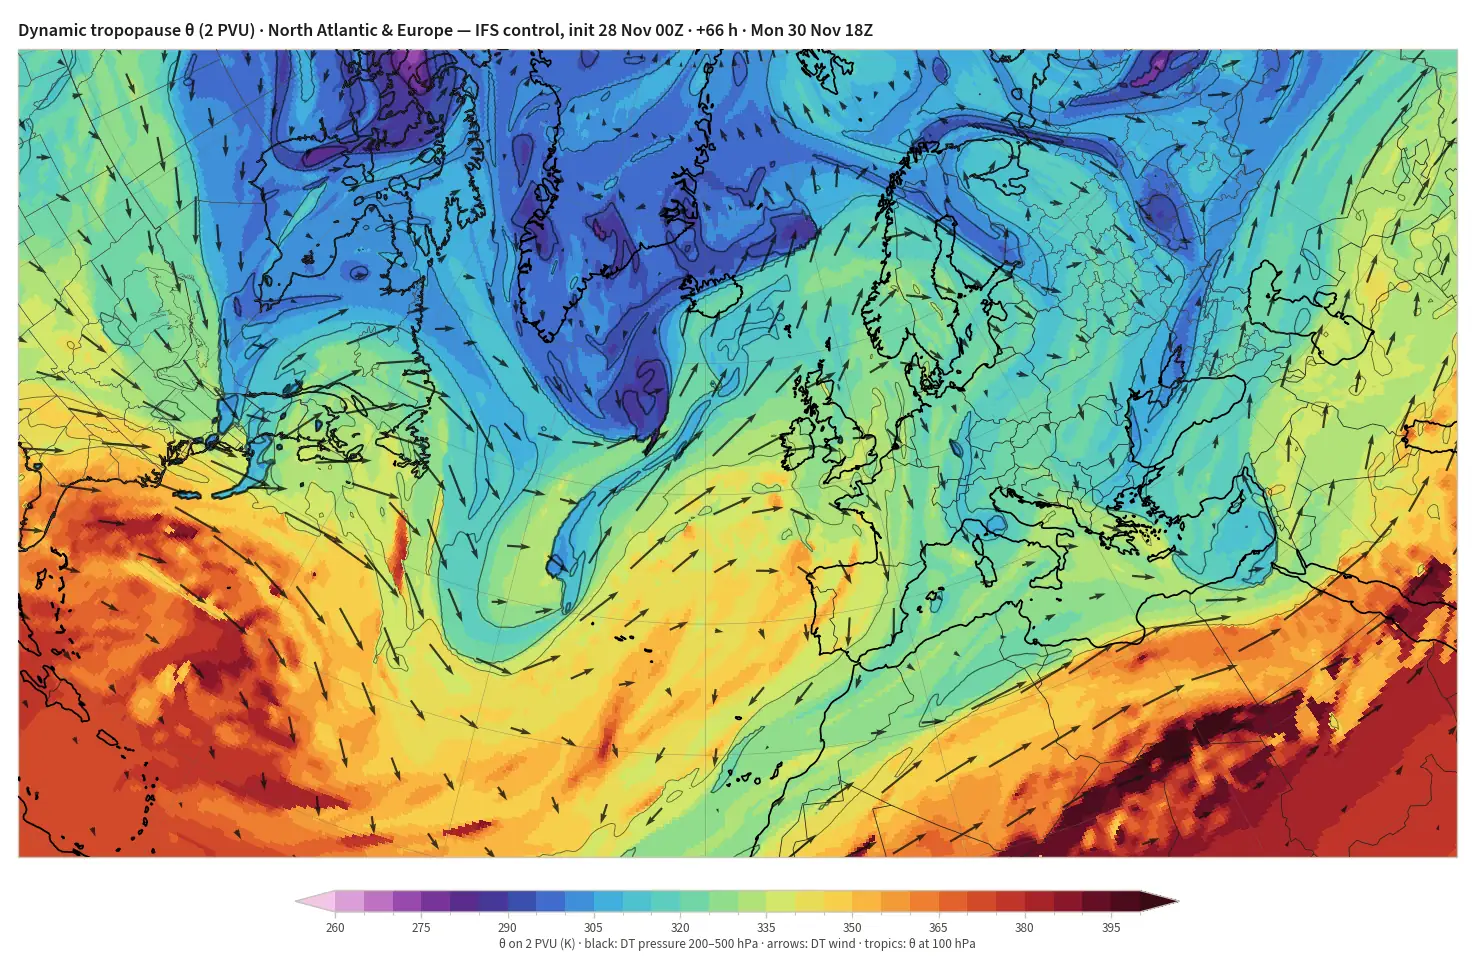 Dynamic tropopause θ (2 PVU) · North Atlantic & Europe — IFS control, init 28 Nov 00Z · +66 h · Mon 30 Nov 18Z
260 275 290 305 320 335 350 365 380 395
θ on 2 PVU (K) · black: DT pressure 200–500 hPa · arrows: DT wind · tropics: θ at 100 hPa